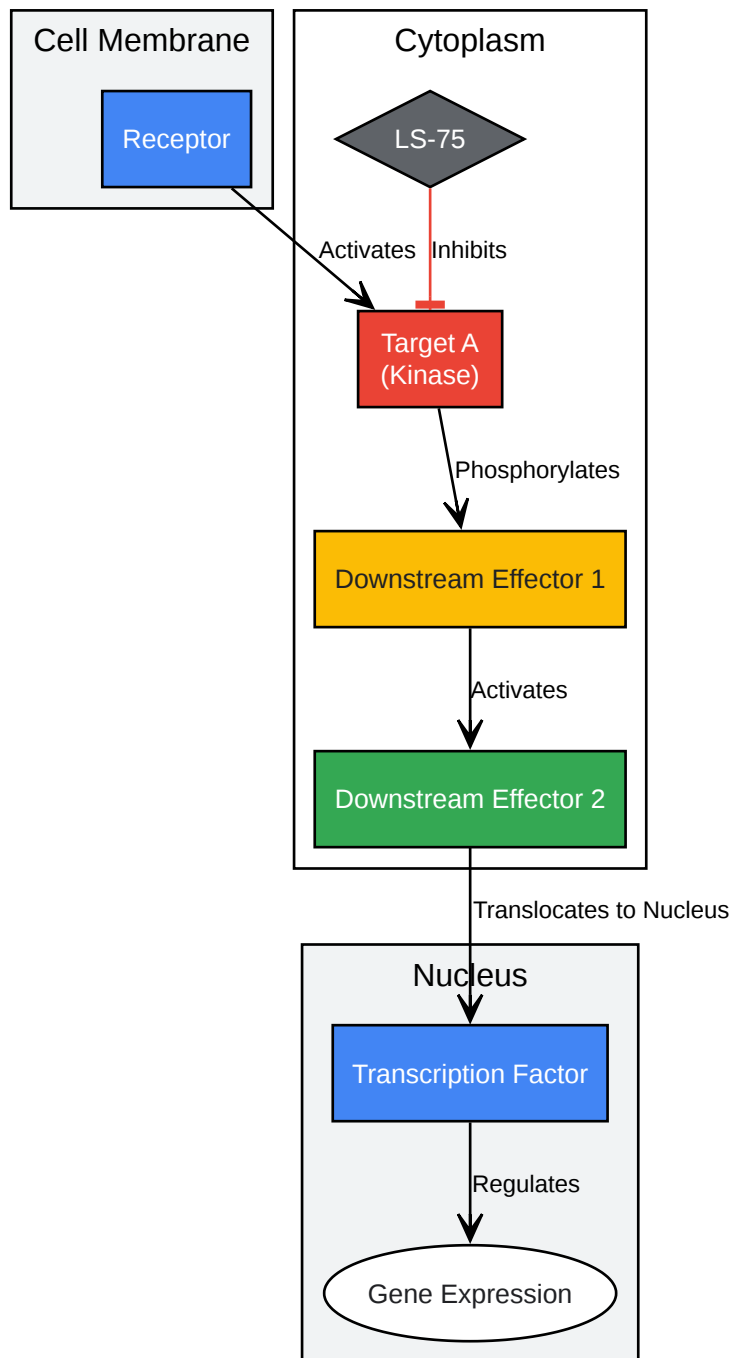 Cell Membrane
Receptor
Cytoplasm
LS-75
Activates
Inhibits
Target A
(Kinase)
Phosphorylates
Downstream Effector 1
Activates
Downstream Effector 2
Translocates to Nucleus
Nucleus
Transcription Factor
Regulates
Gene Expression